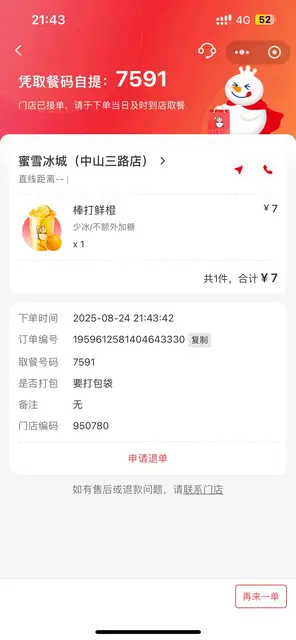 21:43
4G 52
凭取餐码自提：7591
门店已接单，请于下单当日及时到店取餐
蜜雪冰城（中山三路店）
直线距离-- |
棒打鲜橙
¥ 7
少冰/不额外加糖
x 1
共1件，合计 ¥ 7
下单时间 2025-08-24 21:43:42
订单编号 1959612581404643330 复制
取餐号码 7591
是否打包 要打包袋
备注 无
门店编码 950780
申请退单
如有售后或退款问题，请联系门店
再来一单